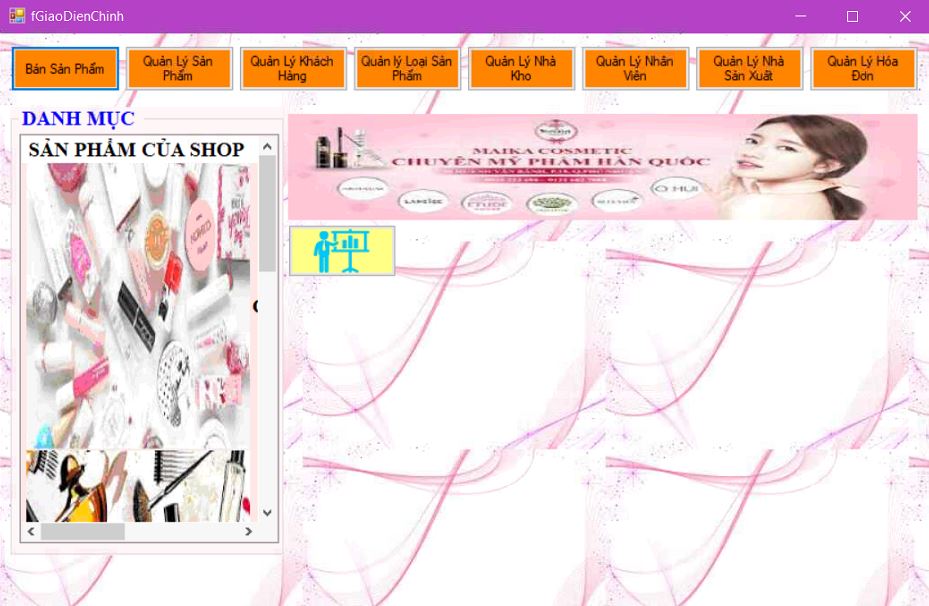 fGiaoDienChinh
Bán Sản Phẩm
Quản Lý Sản
Phẩm
Quản Lý Khách
Hàng
Quản lý Loại Sản
Phẩm
Quản Lý Nhà
Kho
Quản Lý Nhân
Viên
Quản Lý Nhà
Sản Xuất
Quản Lý Hóa
Đơn
DANH MỤC
SẢN PHẨM CỦA SHOP
MAIKA COSMETIC
CHUYÊN MỸ PHẨM HÀN QUỐC
LANEIGE
ETUDE
O HUI